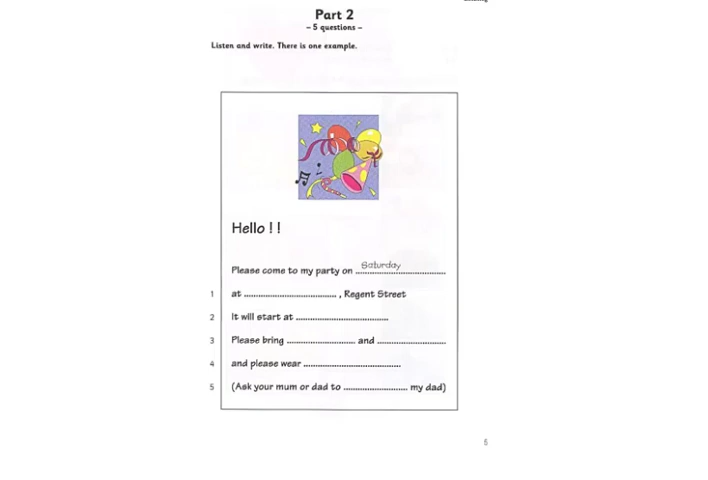 Part 2
– 5 questions –
Listen and write. There is one example.
Hello ! !
Please come to my party on Saturday
1 at ................................ , Regent Street
2 It will start at ................................
3 Please bring ........................ and ........................
4 and please wear ................................
5 (Ask your mum or dad to ...................... my dad)
5